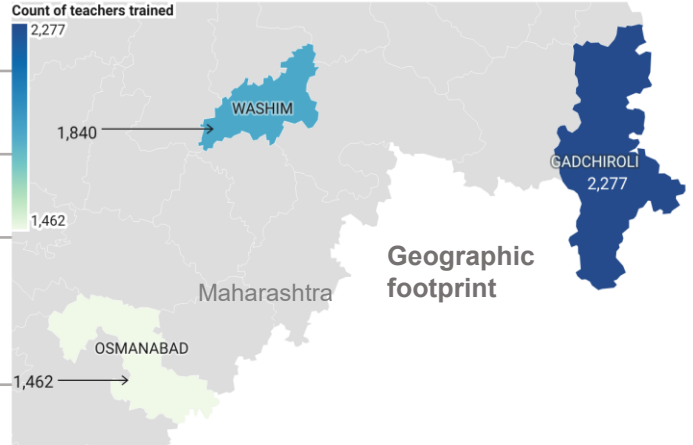 Count of teachers trained
2,277
1,462
WASHIM
1,840
GADCHIROLI
2,277
Geographic
footprint
Maharashtra
OSMANABAD
1,462